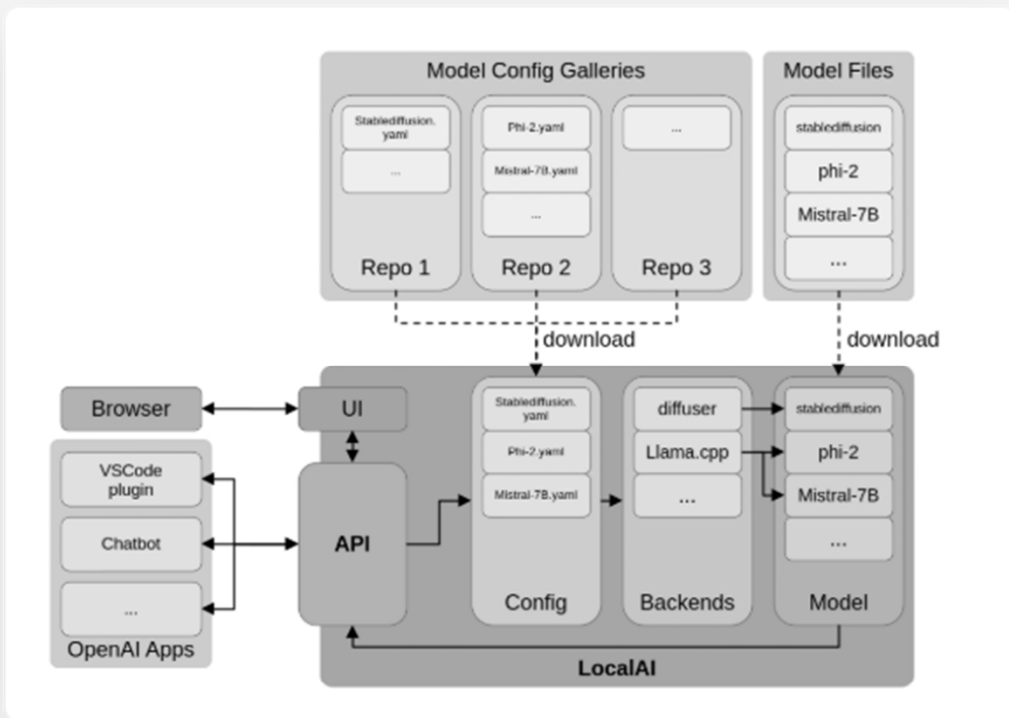 Model Config Galleries
Stablediffusion.
yaml
...
Repo 1
Phi-2.yaml
Mistral-7B.yaml
...
Repo 2
...
Repo 3
Model Files
stablediffusion
phi-2
Mistral-7B
...
download
download
Browser
UI
VSCode
plugin
Chatbot
...
OpenAI Apps
API
Stablediffusion.
yaml
Phi-2.yaml
Mistral-7B.yaml
Config
diffuser
Llama.cpp
...
Backends
stablediffusion
phi-2
Mistral-7B
...
Model
LocalAI